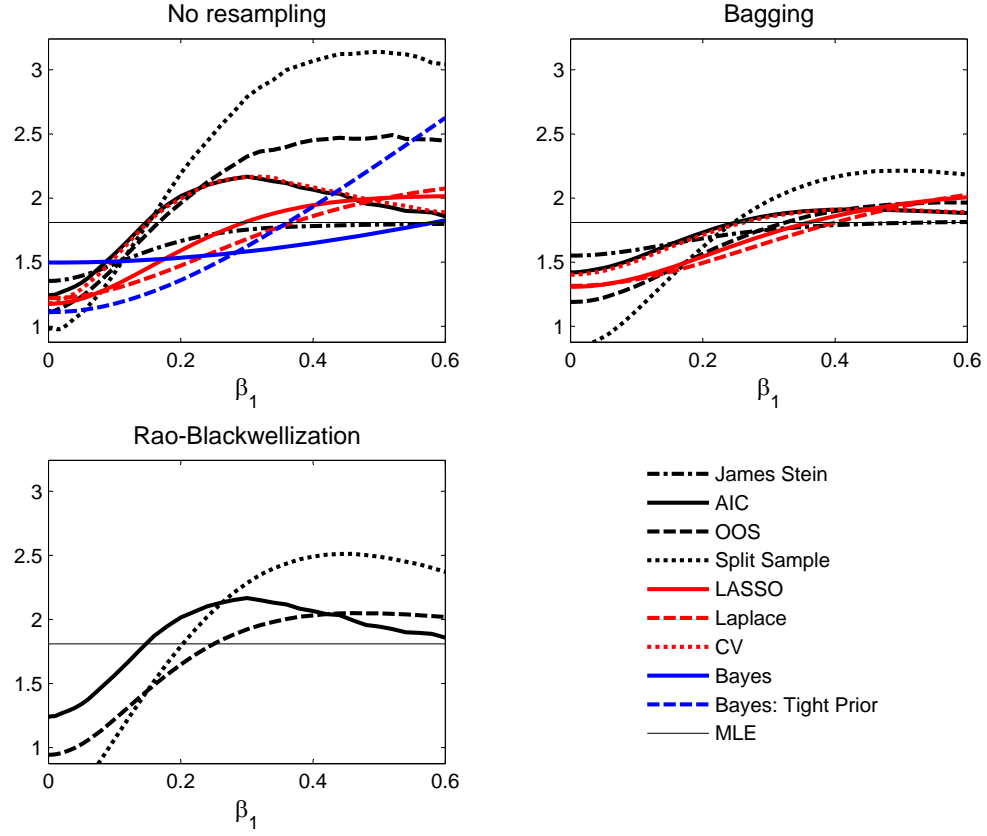 No resampling
3
2.5
2
1.5
1
0
0.2
0.4
0.6
β1
Bagging
3
2.5
2
1.5
1
0
0.2
0.4
0.6
β1
Rao-Blackwellization
3
2.5
2
1.5
1
0
0.2
0.4
0.6
β1
James Stein
AIC
OOS
Split Sample
LASSO
Laplace
CV
Bayes
Bayes: Tight Prior
MLE